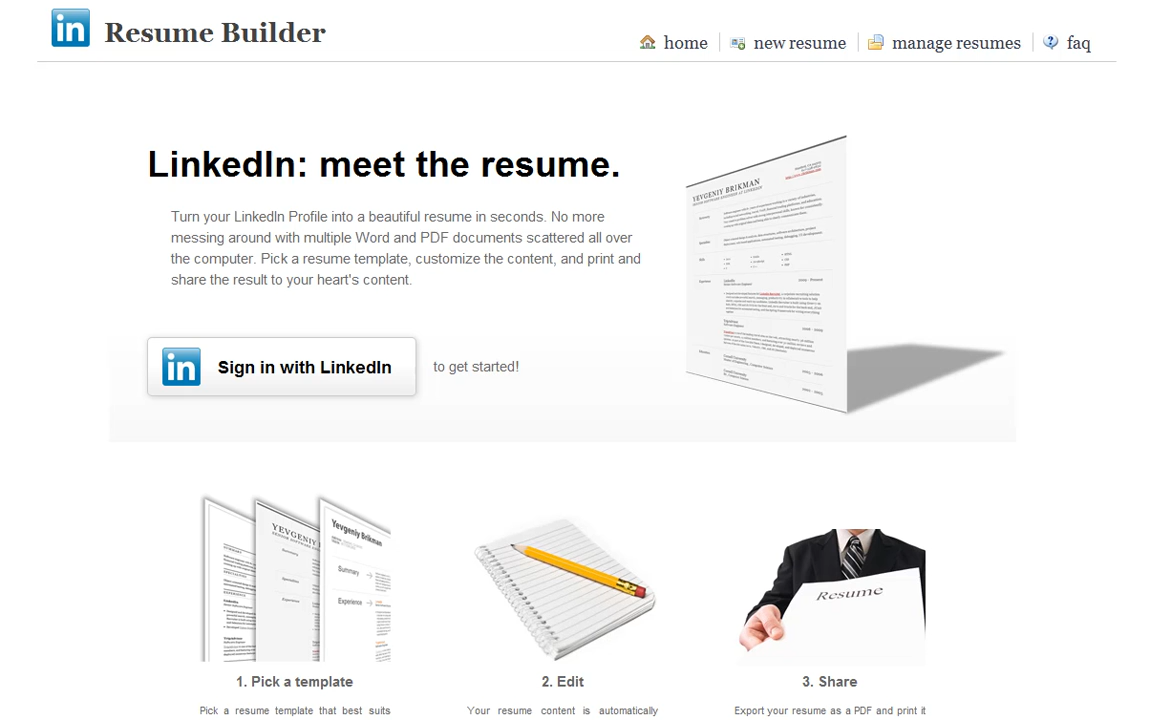 in Resume Builder
home
new resume
manage resumes
faq
LinkedIn: meet the resume.
Turn your LinkedIn Profile into a beautiful resume in seconds. No more
messing around with multiple Word and PDF documents scattered all over
the computer. Pick a resume template, customize the content, and print and
share the result to your heart's content.
in Sign in with LinkedIn
to get started!
YEVGENIY BRIKMAN
YEVGENIY
Yevgeniy Brikman
Summary
Experience
Resume
1. Pick a template
2. Edit
3. Share
Pick a resume template that best suits
Your resume content is automatically
Export your resume as a PDF and print it